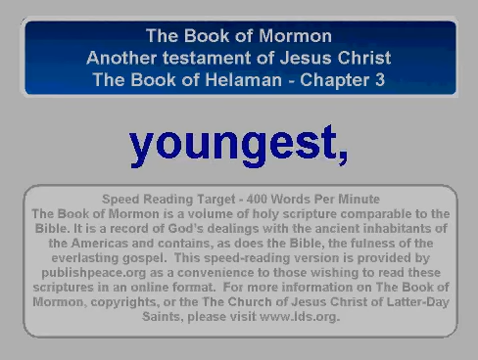 The Book of Mormon
Another testament of Jesus Christ
The Book of Helaman - Chapter 3
youngest,
Speed Reading Target - 400 Words Per Minute
The Book of Mormon is a volume of holy scripture comparable to the
Bible. It is a record of God's dealings with the ancient inhabitants of
the Americas and contains, as does the Bible, the fulness of the
everlasting gospel.  This speed-reading version is provided by
publishpeace.org as a convenience to those wishing to read these
scriptures in an online format.  For more information on The Book of
Mormon, copyrights, or the The Church of Jesus Christ of Latter-Day
Saints, please visit www.lds.org.